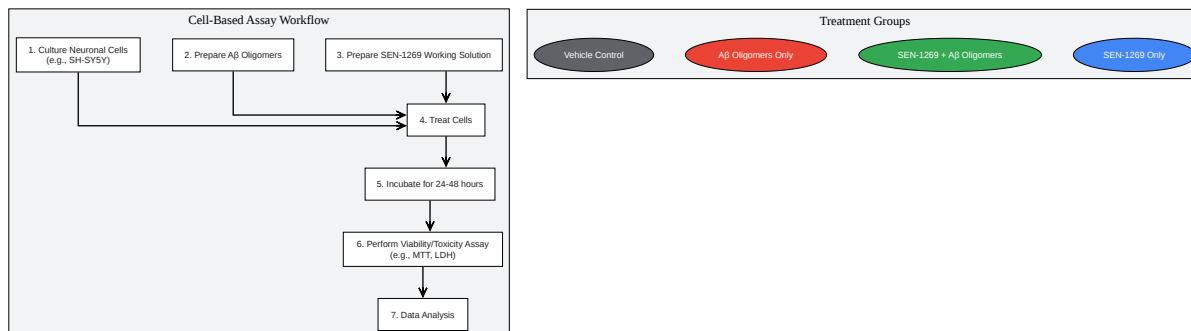 Cell-Based Assay Workflow
1. Culture Neuronal Cells
(e.g., SH-SY5Y)
2. Prepare Aβ Oligomers
3. Prepare SEN-1269 Working Solution
4. Treat Cells
5. Incubate for 24-48 hours
6. Perform Viability/Toxicity Assay
(e.g., MTT, LDH)
7. Data Analysis
Treatment Groups
Vehicle Control
Aβ Oligomers Only
SEN-1269 + Aβ Oligomers
SEN-1269 Only